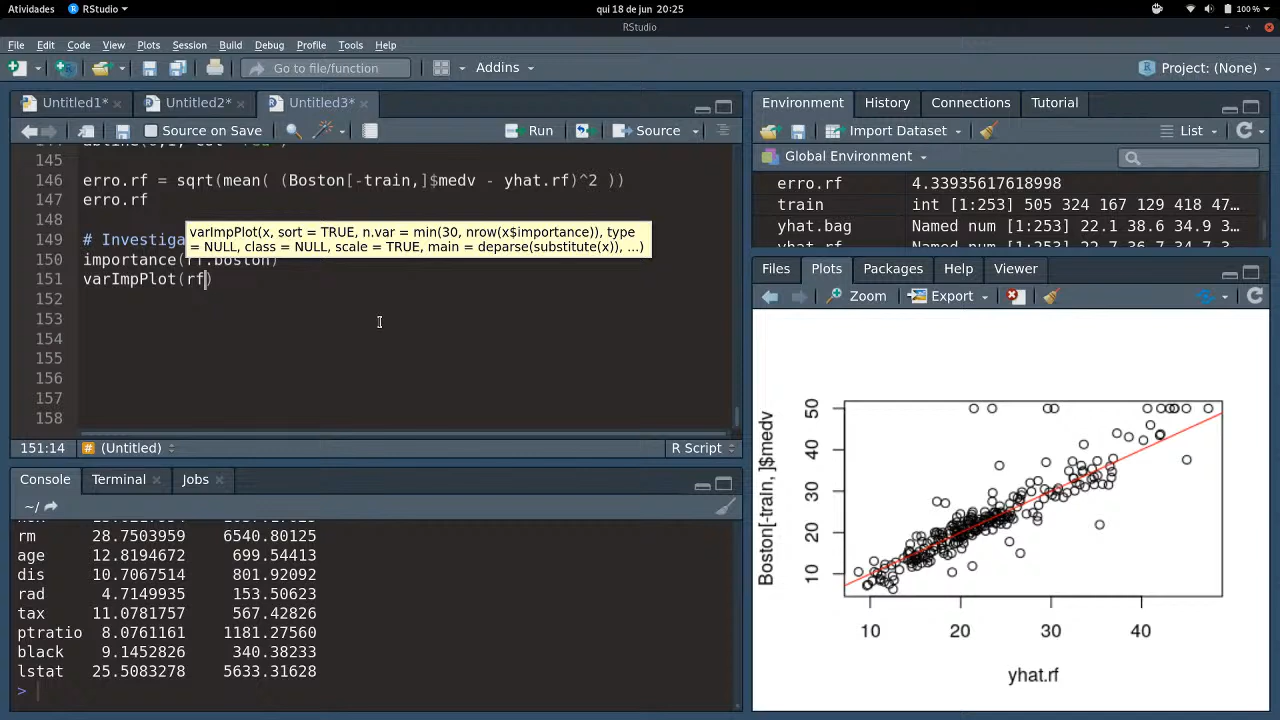 Atividades RStudio qui 18 de jun 20:25 100 %
RStudio
File Edit Code View Plots Session Build Debug Profile Tools Help
Go to file/function Addins Project: (None)
Untitled1* Untitled2* Untitled3*
Source on Save Run Source
145
146 erro.rf = sqrt(mean( (Boston[-train,]$medv - yhat.rf)^2 ))
147 erro.rf
148
varImpPlot(x, sort = TRUE, n.var = min(30, nrow(x$importance)), type
= NULL, class = NULL, scale = TRUE, main = deparse(substitute(x)), ...)
149 # Investiga
150 importance(rf.boston)
151 varImpPlot(rf)
152
153
154
155
156
157
158
151:14 (Untitled) R Script
Console Terminal Jobs
~/
rm 28.7503959 6540.80125
age 12.8194672 699.54413
dis 10.7067514 801.92092
rad 4.7149935 153.50623
tax 11.0781757 567.42826
ptratio 8.0761161 1181.27560
black 9.1452826 340.38233
lstat 25.5083278 5633.31628
>
Environment History Connections Tutorial
Import Dataset List
Global Environment
erro.rf 4.33935617618998
train int [1:253] 505 324 167 129 418 47…
yhat.bag Named num [1:253] 22.1 38.6 34.9 3…
Files Plots Packages Help Viewer
Zoom Export
Boston[-train, ]$medv
50
40
30
20
10
10 20 30 40
yhat.rf